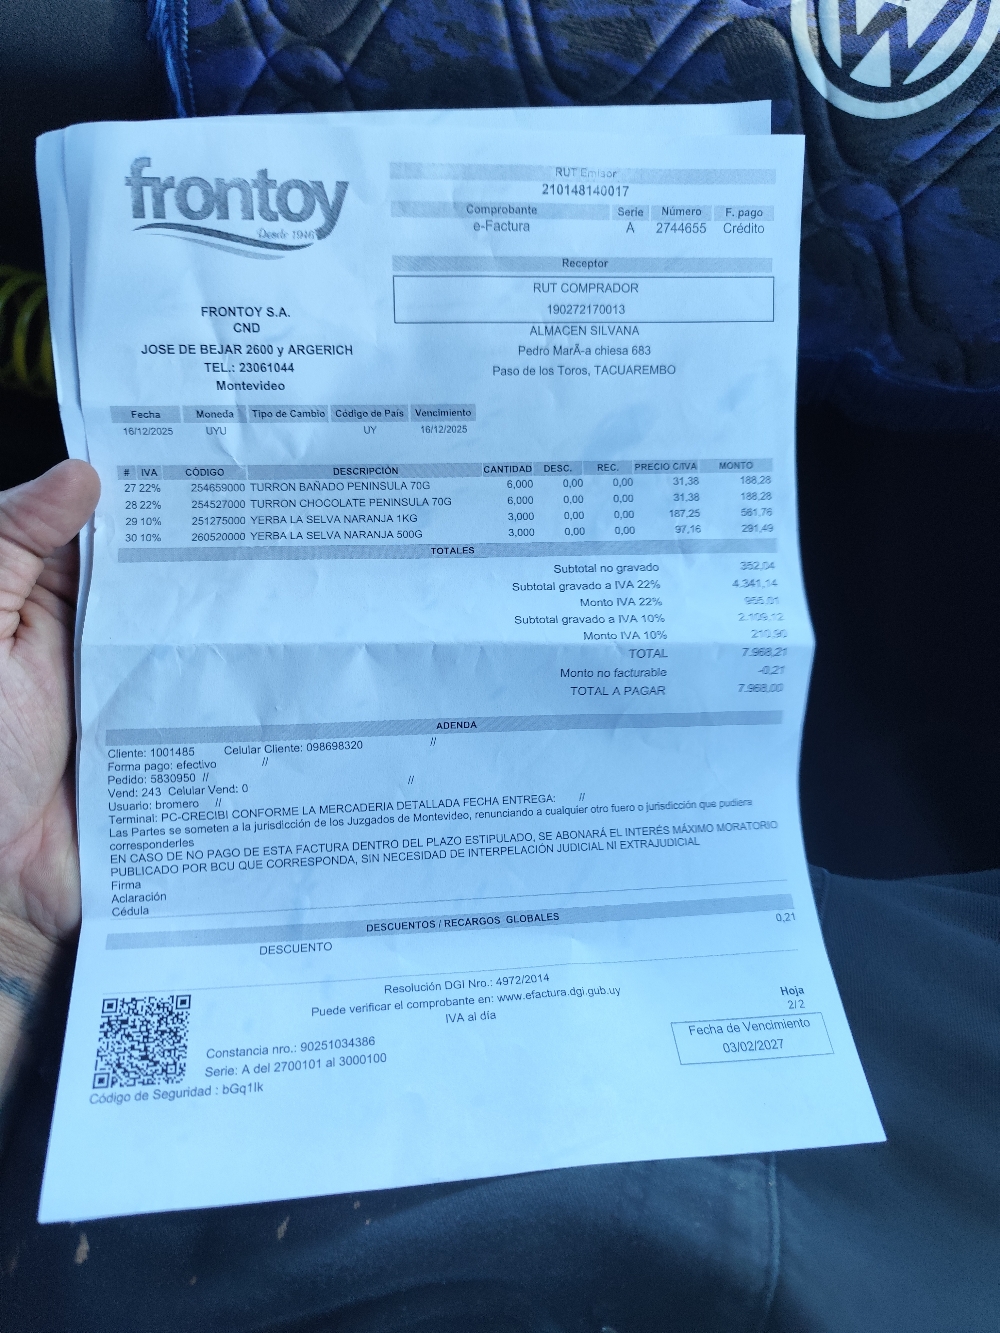 frontoy
Desde 1946
RUT Emisor
210148140017
Comprobante Serie Número F. pago
e-Factura A 2744655 Crédito
Receptor
RUT COMPRADOR
190272170013
ALMACEN SILVANA
Pedro MarÃ-a chiesa 683
Paso de los Toros, TACUAREMBO
FRONTOY S.A.
CND
JOSE DE BEJAR 2600 y ARGERICH
TEL.: 23061044
Montevideo
Fecha Moneda Tipo de Cambio Código de País Vencimiento
16/12/2025 UYU UY 16/12/2025
# IVA CÓDIGO DESCRIPCIÓN CANTIDAD DESC. REC. PRECIO C/IVA MONTO
27 22% 254659000 TURRON BAÑADO PENINSULA 70G 6,000 0,00 0,00 31,38 188,28
28 22% 254527000 TURRON CHOCOLATE PENINSULA 70G 6,000 0,00 0,00 31,38 188,28
29 10% 251275000 YERBA LA SELVA NARANJA 1KG 3,000 0,00 0,00 187,25 561,76
30 10% 260520000 YERBA LA SELVA NARANJA 500G 3,000 0,00 0,00 97,16 291,49
TOTALES
Subtotal no gravado 352,04
Subtotal gravado a IVA 22% 4.341,14
Monto IVA 22% 955,01
Subtotal gravado a IVA 10% 2.109,12
Monto IVA 10% 210,90
TOTAL 7.968,21
Monto no facturable -0,21
TOTAL A PAGAR 7.968,00
ADENDA
Cliente: 1001485 Celular Cliente: 098698320 //
Forma pago: efectivo //
Pedido: 5830950 //
Vend: 243 Celular Vend: 0 //
Usuario: bromero //
Terminal: PC-CRECIBI CONFORME LA MERCADERIA DETALLADA FECHA ENTREGA: //
Las Partes se someten a la jurisdicción de los Juzgados de Montevideo, renunciando a cualquier otro fuero o jurisdicción que pudiera
corresponderles
EN CASO DE NO PAGO DE ESTA FACTURA DENTRO DEL PLAZO ESTIPULADO, SE ABONARÁ EL INTERÉS MÁXIMO MORATORIO
PUBLICADO POR BCU QUE CORRESPONDA, SIN NECESIDAD DE INTERPELACIÓN JUDICIAL NI EXTRAJUDICIAL
Firma
Aclaración
Cédula
DESCUENTOS / RECARGOS GLOBALES
DESCUENTO 0,21
Resolución DGI Nro.: 4972/2014
Puede verificar el comprobante en: www.efactura.dgi.gub.uy
IVA al día
Hoja
2/2
Constancia nro.: 90251034386
Serie: A del 2700101 al 3000100
Fecha de Vencimiento
03/02/2027
Código de Seguridad : bGq1Ik